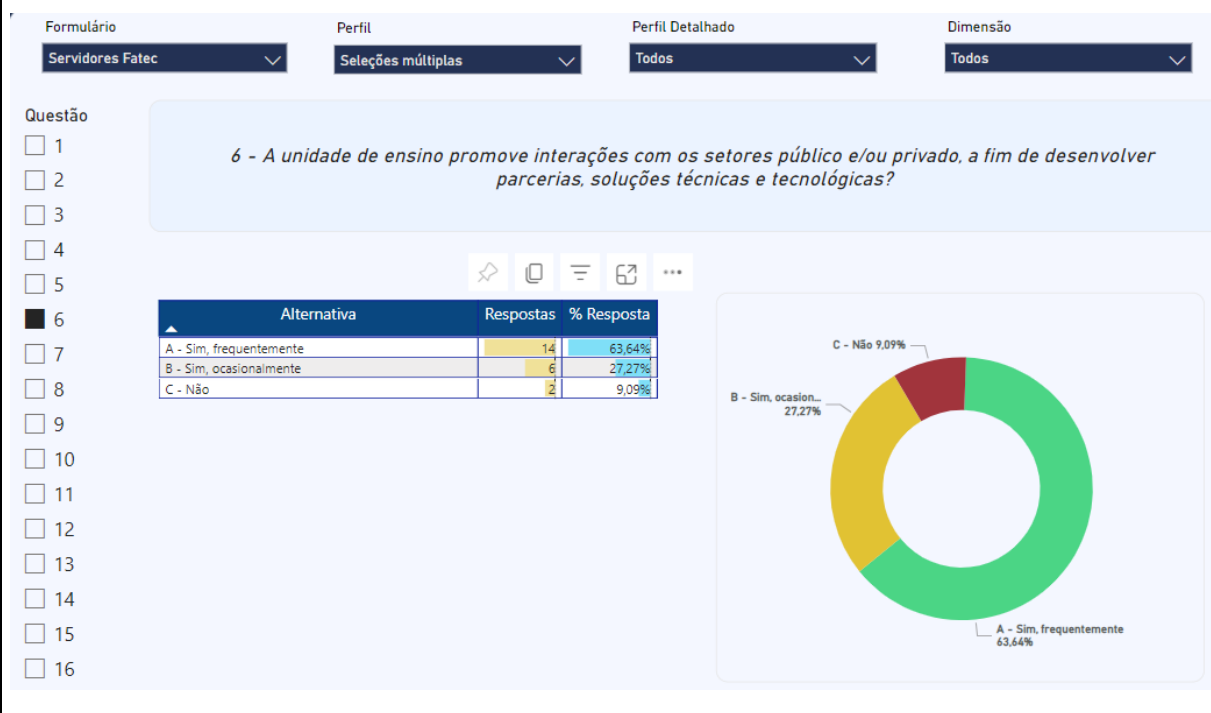 Formulário
Perfil
Perfil Detalhado
Dimensão
Servidores Fatec
Seleções múltiplas
Todos
Todos
Questão
1
2
3
4
5
6
7
8
9
10
11
12
13
14
15
16
6 - A unidade de ensino promove interações com os setores público e/ou privado, a fim de desenvolver
parcerias, soluções técnicas e tecnológicas?
Alternativa Respostas % Resposta
A - Sim, frequentemente 14 63,64%
B - Sim, ocasionalmente 6 27,27%
C - Não 2 9,09%
C - Não 9,09%
B - Sim, ocasion...
27,27%
A - Sim, frequentemente
63,64%